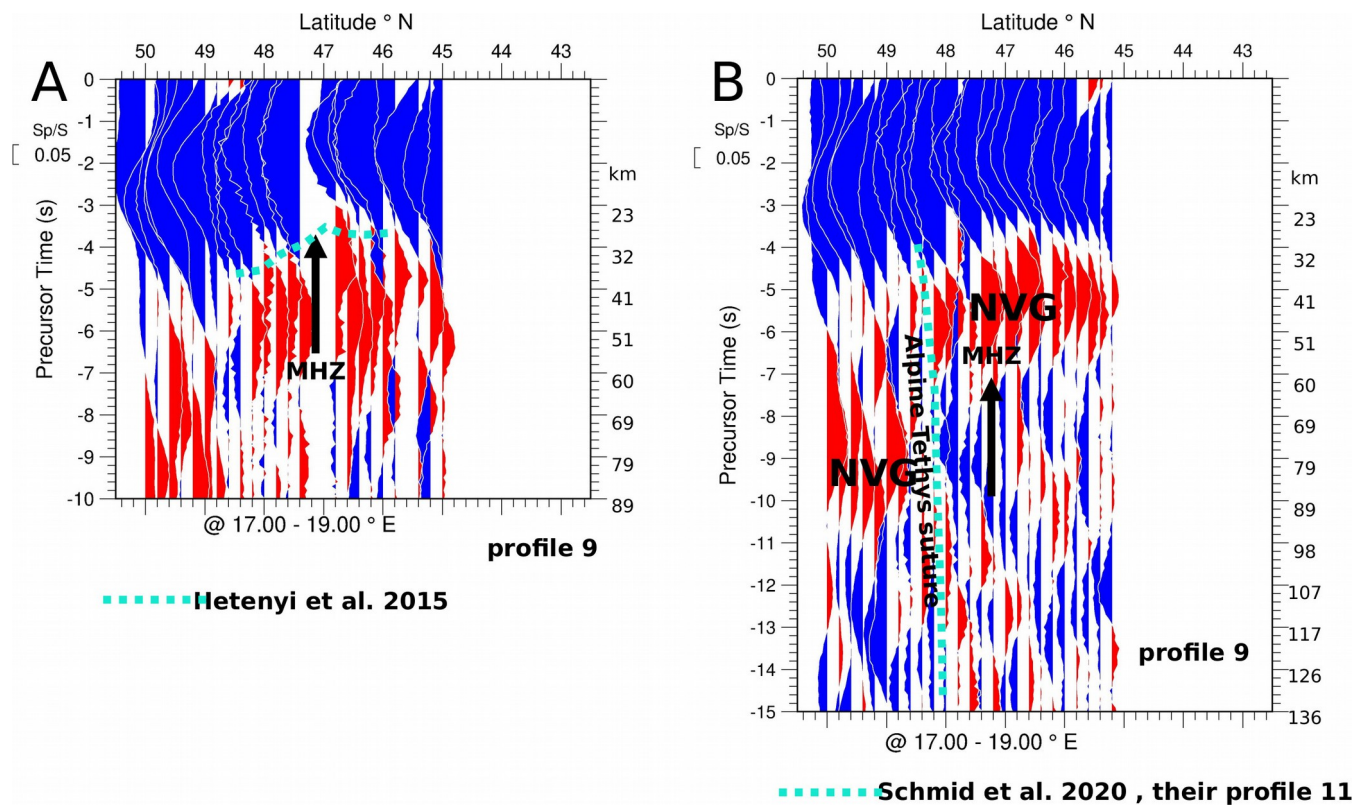 Latitude ° N
50 49 48 47 46 45 44 43
A
Sp/S
0.05
Precursor Time (s)
0
-1
-2
-3
-4
-5
-6
-7
-8
-9
-10
km
23
32
41
51
60
69
79
89
MHZ
@ 17.00 - 19.00 ° E
profile 9
Hetenyi et al. 2015
Latitude ° N
50 49 48 47 46 45 44 43
B
Sp/S
0.05
Precursor Time (s)
0
-1
-2
-3
-4
-5
-6
-7
-8
-9
-10
-11
-12
-13
-14
-15
km
23
32
41
51
60
69
79
89
98
107
117
126
136
NVG
MHZ
NVG
Alpine Tethys suture
profile 9
@ 17.00 - 19.00 ° E
Schmid et al. 2020 , their profile 11